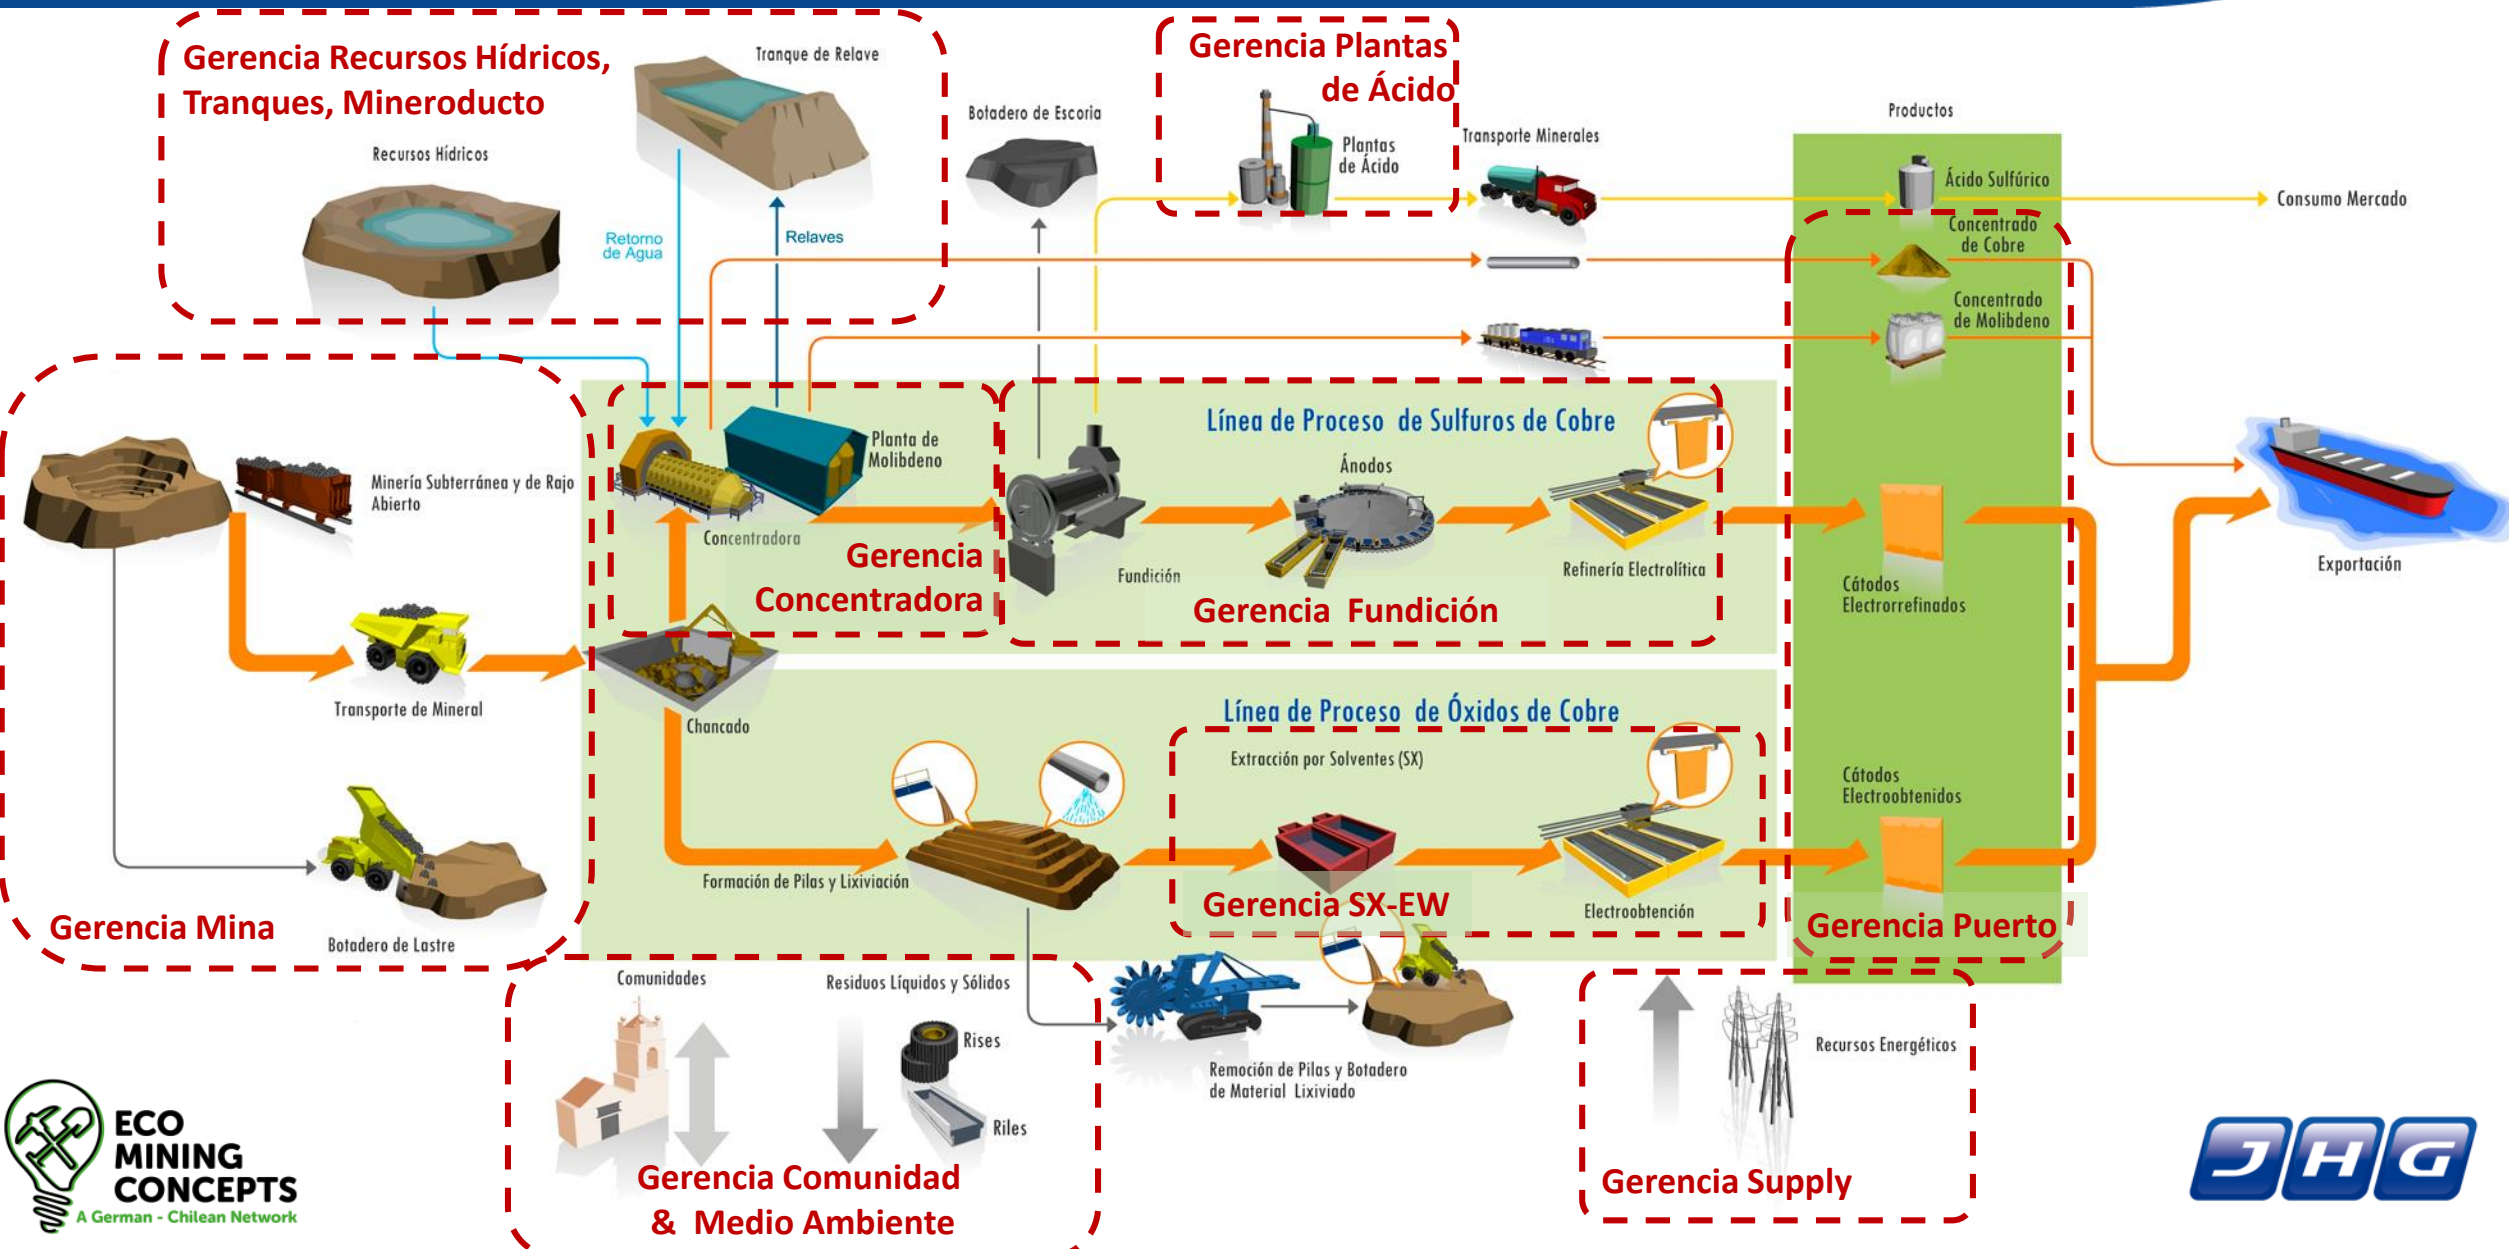 Gerencia Recursos Hídricos,
Tranques, Mineroducto
Tranque de Relave
Recursos Hídricos
Retorno
de Agua
Relaves
Botadero de Escoria
Gerencia Plantas
de Ácido
Plantas
de Ácido
Transporte Minerales
Productos
Ácido Sulfúrico
Consumo Mercado
Concentrado
de Cobre
Concentrado
de Molibdeno
Línea de Proceso de Sulfuros de Cobre
Planta de
Molibdeno
Ánodos
Minería Subterránea y de Rajo
Abierto
Concentradora
Gerencia
Concentradora
Fundición
Gerencia Fundición
Refinería Electrolítica
Cátodos
Electrorrefinados
Exportación
Transporte de Mineral
Chancado
Línea de Proceso de Óxidos de Cobre
Extracción por Solventes (SX)
Cátodos
Electroobtenidos
Formación de Pilas y Lixiviación
Gerencia SX-EW
Electroobtención
Gerencia Puerto
Gerencia Mina
Botadero de Lastre
Comunidades
Residuos Líquidos y Sólidos
Rises
Riles
Remoción de Pilas y Botadero
de Material Lixiviado
Recursos Energéticos
Gerencia Comunidad
& Medio Ambiente
Gerencia Supply
ECO
MINING
CONCEPTS
A German - Chilean Network
JHG